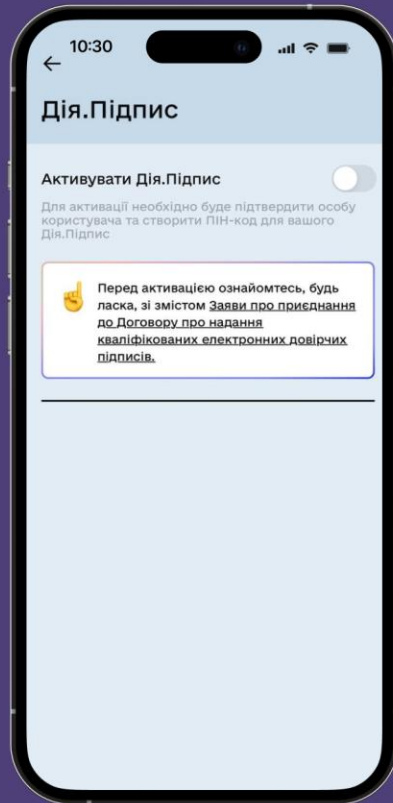 10:30
Дія.Підпис
Активувати Дія.Підпис
Для активації необхідно буде підтвердити особу
користувача та створити ПІН-код для вашого
Дія.Підпис
Перед активацією ознайомтесь, будь
ласка, зі змістом Заяви про приєднання
до Договору про надання
кваліфікованих електронних довірчих
підписів.